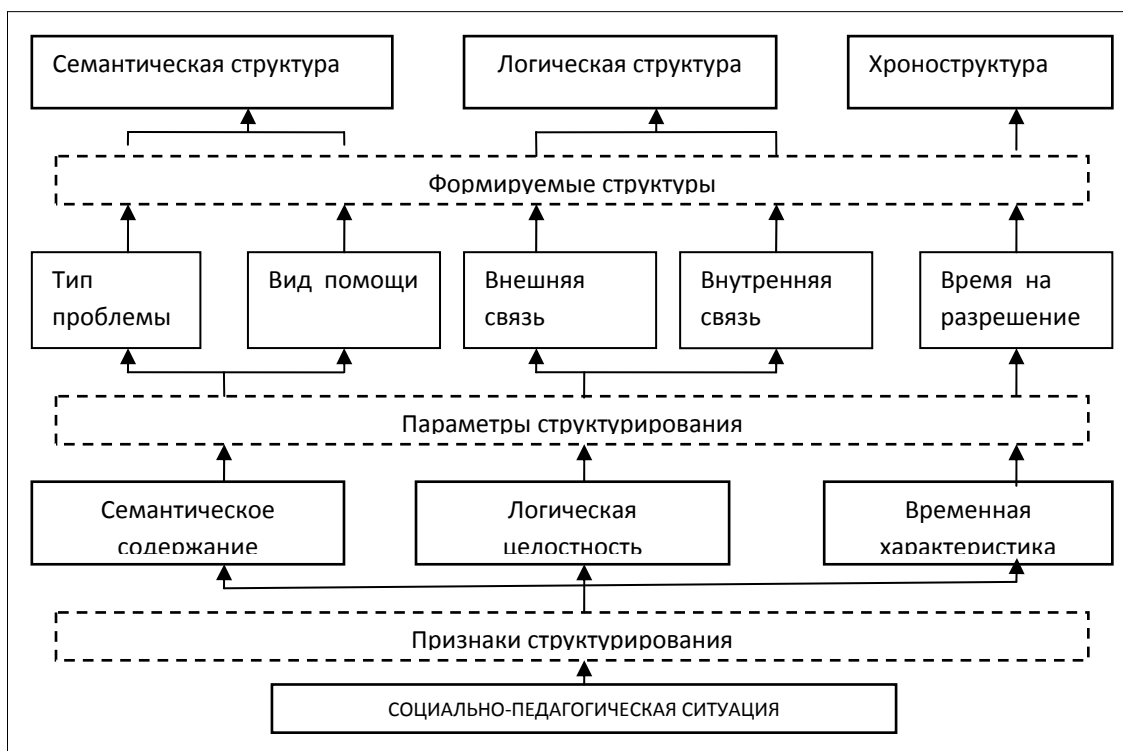 Семантическая структура
Логическая структура
Хроноструктура
Формируемые структуры
Тип
проблемы
Вид помощи
Внешняя
связь
Внутренняя
связь
Время на
разрешение
Параметры структурирования
Семантическое
содержание
Логическая
целостность
Временная
характеристика
Признаки структурирования
СОЦИАЛЬНО-ПЕДАГОГИЧЕСКАЯ СИТУАЦИЯ